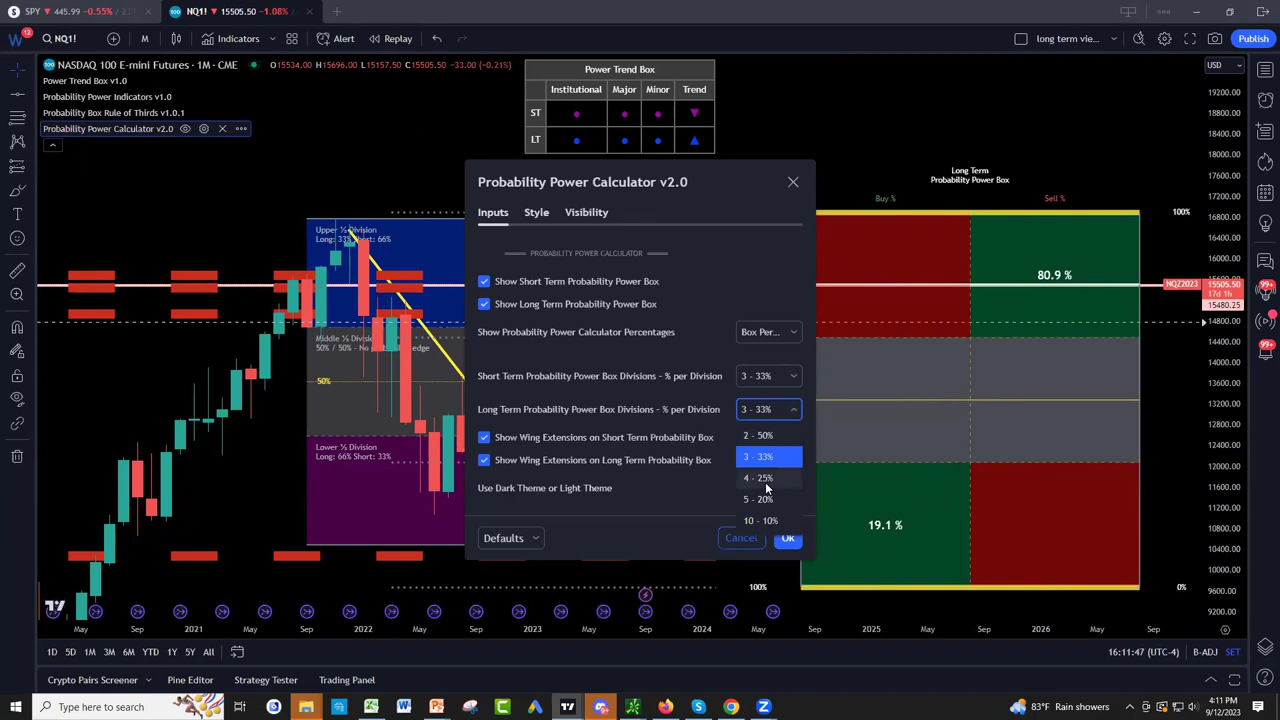 S SPY 445.99 −0.55% / 23
100 NQ1! 15505.50 −1.08%
W 12 NQ1! M Indicators Alert Replay long term vie... Publish
100 NASDAQ 100 E-mini Futures · 1M · CME O15534.00 H15696.00 L15157.50 C15505.50 −33.00 (−0.21%)
USD
Power Trend Box v1.0
Probability Power Indicators v1.0
Probability Box Rule of Thirds v1.0.1
Probability Power Calculator v2.0
Power Trend Box
Institutional Major Minor Trend
ST
LT
Probability Power Calculator v2.0
Inputs Style Visibility
PROBABILITY POWER CALCULATOR
Show Short Term Probability Power Box
Show Long Term Probability Power Box
Show Probability Power Calculator Percentages Box Per...
Short Term Probability Power Box Divisions - % per Division 3 - 33%
Long Term Probability Power Box Divisions - % per Division 3 - 33%
2 - 50%
Show Wing Extensions on Short Term Probability Box
3 - 33%
Show Wing Extensions on Long Term Probability Box
4 - 25%
Use Dark Theme or Light Theme
5 - 20%
10 - 10%
Defaults Cancel Ok
Upper ⅓ Division
Long: 33% Short: 66%
Middle ⅓ Division
50% / 50% - No edge
50%
Lower ⅓ Division
Long: 66% Short: 33%
Long Term
Probability Power Box
Buy % Sell %
100%
80.9 %
19.1 %
100% 0%
19200.00
18800.00
18400.00
18000.00
17600.00
17200.00
16800.00
16400.00
16000.00
NQZ2023 15505.50
17d 1h
15480.25
14800.00
14400.00
14000.00
13600.00
13200.00
12800.00
12400.00
12000.00
11600.00
11200.00
10800.00
10400.00
10000.00
9600.00
9200.00
99+
99+
May Sep 2021 May Sep 2022 May Sep 2023 May Sep 2024 May Sep 2025 May Sep 2026 May Sep
1D 5D 1M 3M 6M YTD 1Y 5Y All 16:11:47 (UTC-4) B-ADJ SET
Crypto Pairs Screener Pine Editor Strategy Tester Trading Panel
Type here to search 83°F Rain showers 4:11 PM
9/12/2023